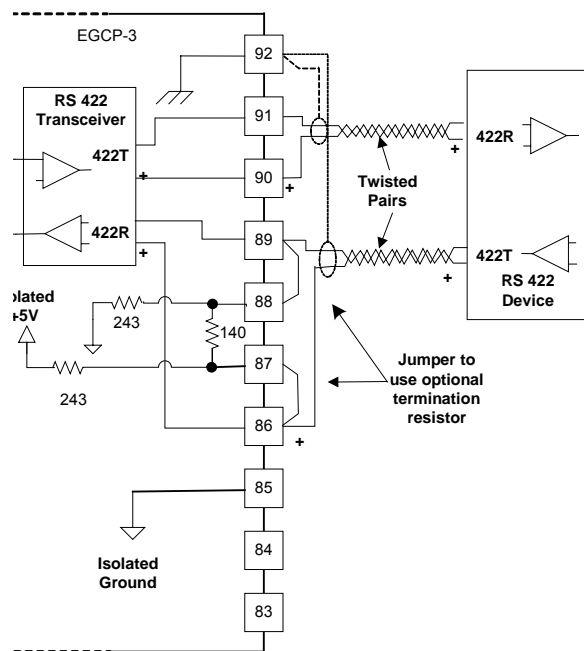 EGCP-3
92
RS 422
Transceiver
91
422T
422R
+
90
+
+
Twisted
Pairs
422R
89
+
+
422T
RS 422
Device
olated
+5V
243
88
140
87
243
Jumper to
use optional
termination
resistor
86
+
85
Isolated
Ground
84
83